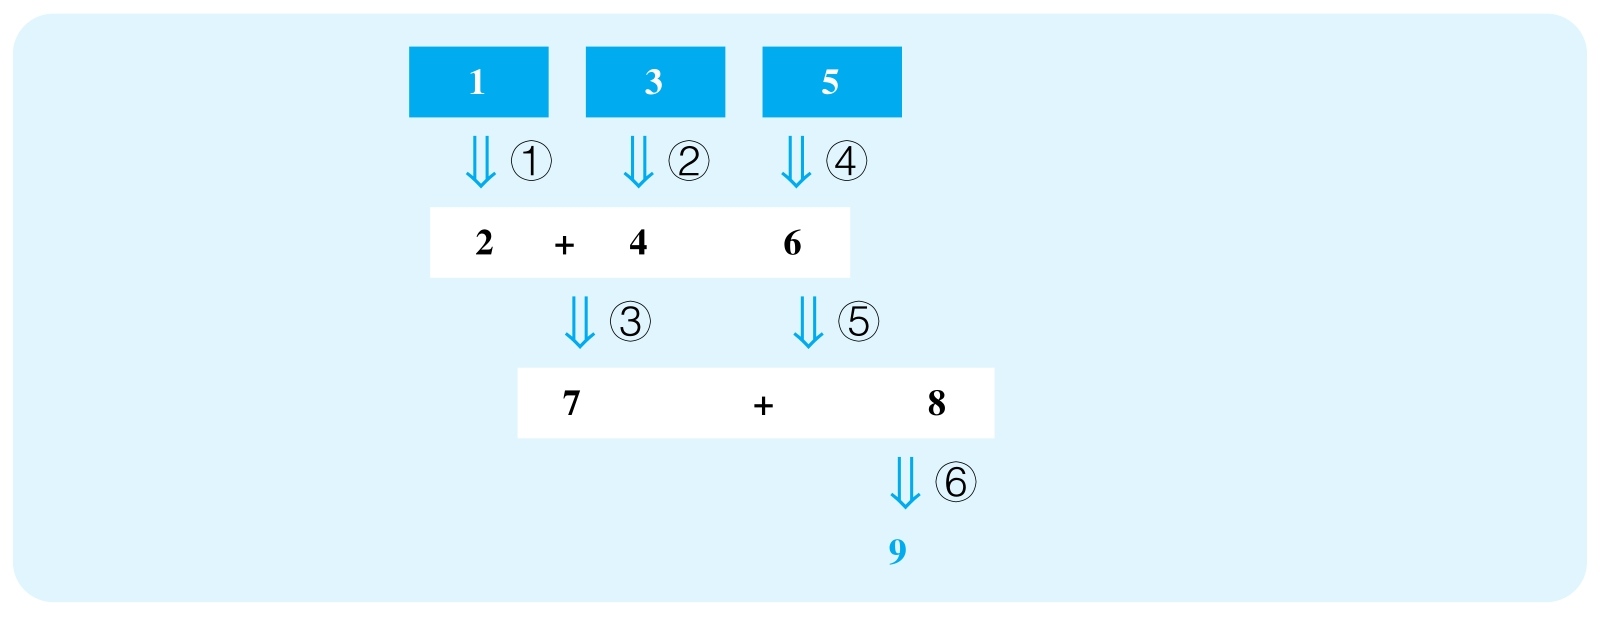 1 3 5
⇓ ① ⇓ ② ⇓ ④
2 + 4 6
⇓ ③ ⇓ ⑤
7 + 8
⇓ ⑥
9